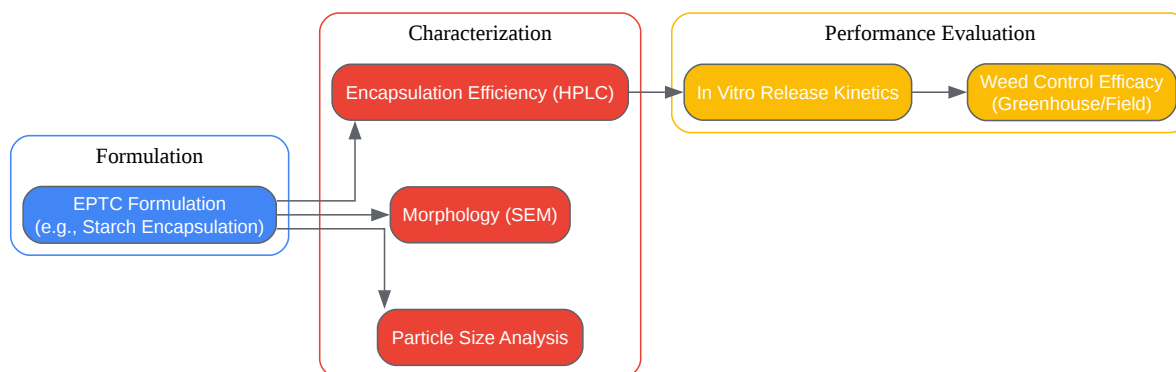 Formulation
EPTC Formulation
(e.g., Starch Encapsulation)
Characterization
Encapsulation Efficiency (HPLC)
Morphology (SEM)
Particle Size Analysis
Performance Evaluation
In Vitro Release Kinetics
Weed Control Efficacy
(Greenhouse/Field)